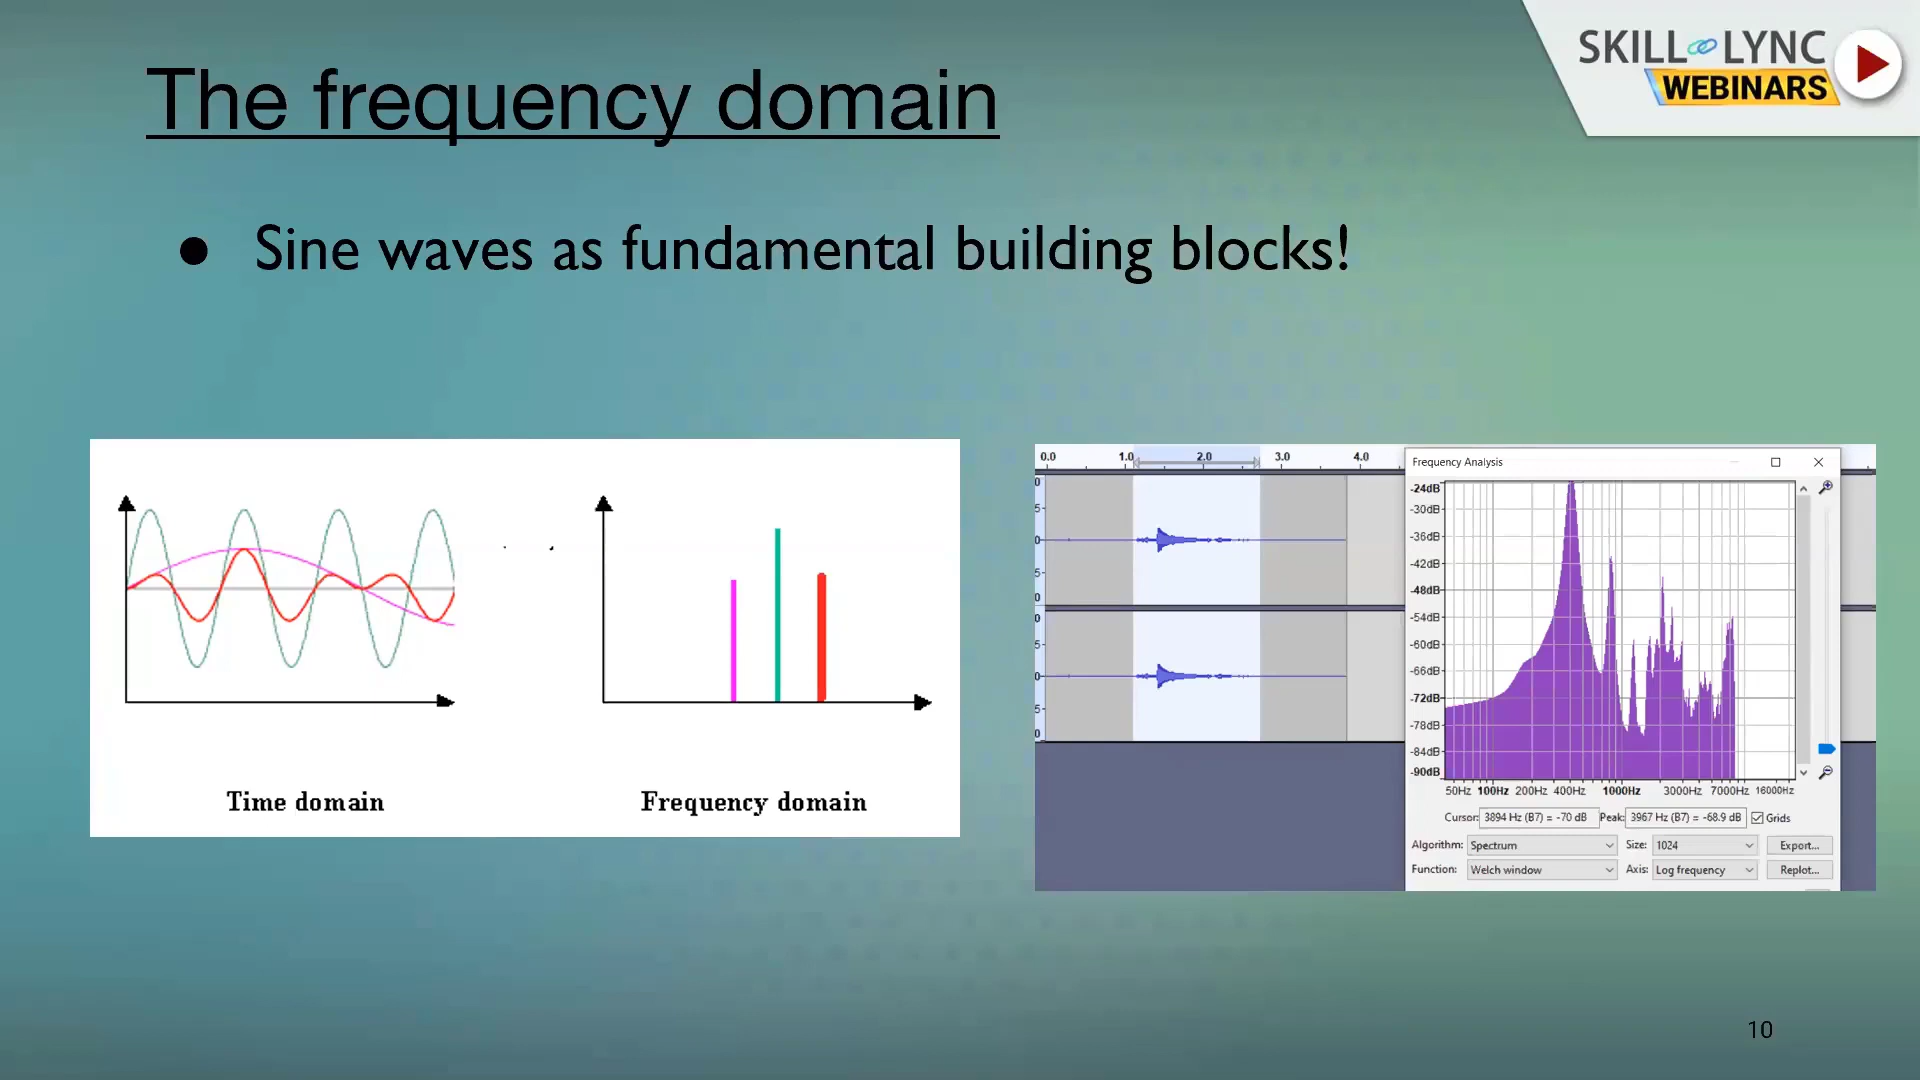 The frequency domain
SKILL LYNC
WEBINARS
● Sine waves as fundamental building blocks!
Time domain
Frequency domain
0.0 1.0 2.0 3.0 4.0
Frequency Analysis
-24dB
-30dB
-36dB
-42dB
-48dB
-54dB
-60dB
-66dB
-72dB
-78dB
-84dB
-90dB
50Hz 100Hz 200Hz 400Hz 1000Hz 3000Hz 7000Hz 16000Hz
Cursor: 3894 Hz (B7) = -70 dB Peak: 3967 Hz (B7) = -68.9 dB Grids
Algorithm: Spectrum Size: 1024 Export...
Function: Welch window Axis: Log frequency Replot...
10